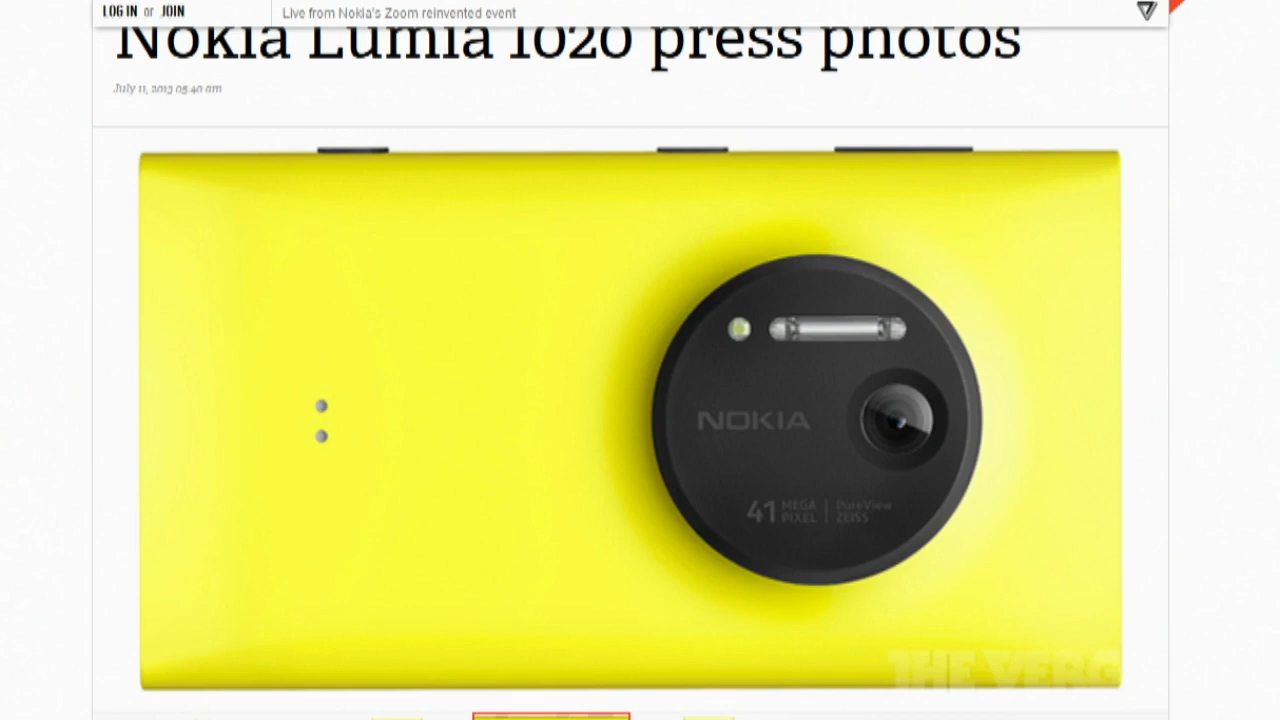 LOG IN or JOIN
Live from Nokia's Zoom reinvented event
Nokia Lumia 1020 press photos
July 11, 2013 05:40 am
NOKIA
41 MEGA PIXEL | PureView ZEISS
THE VERG